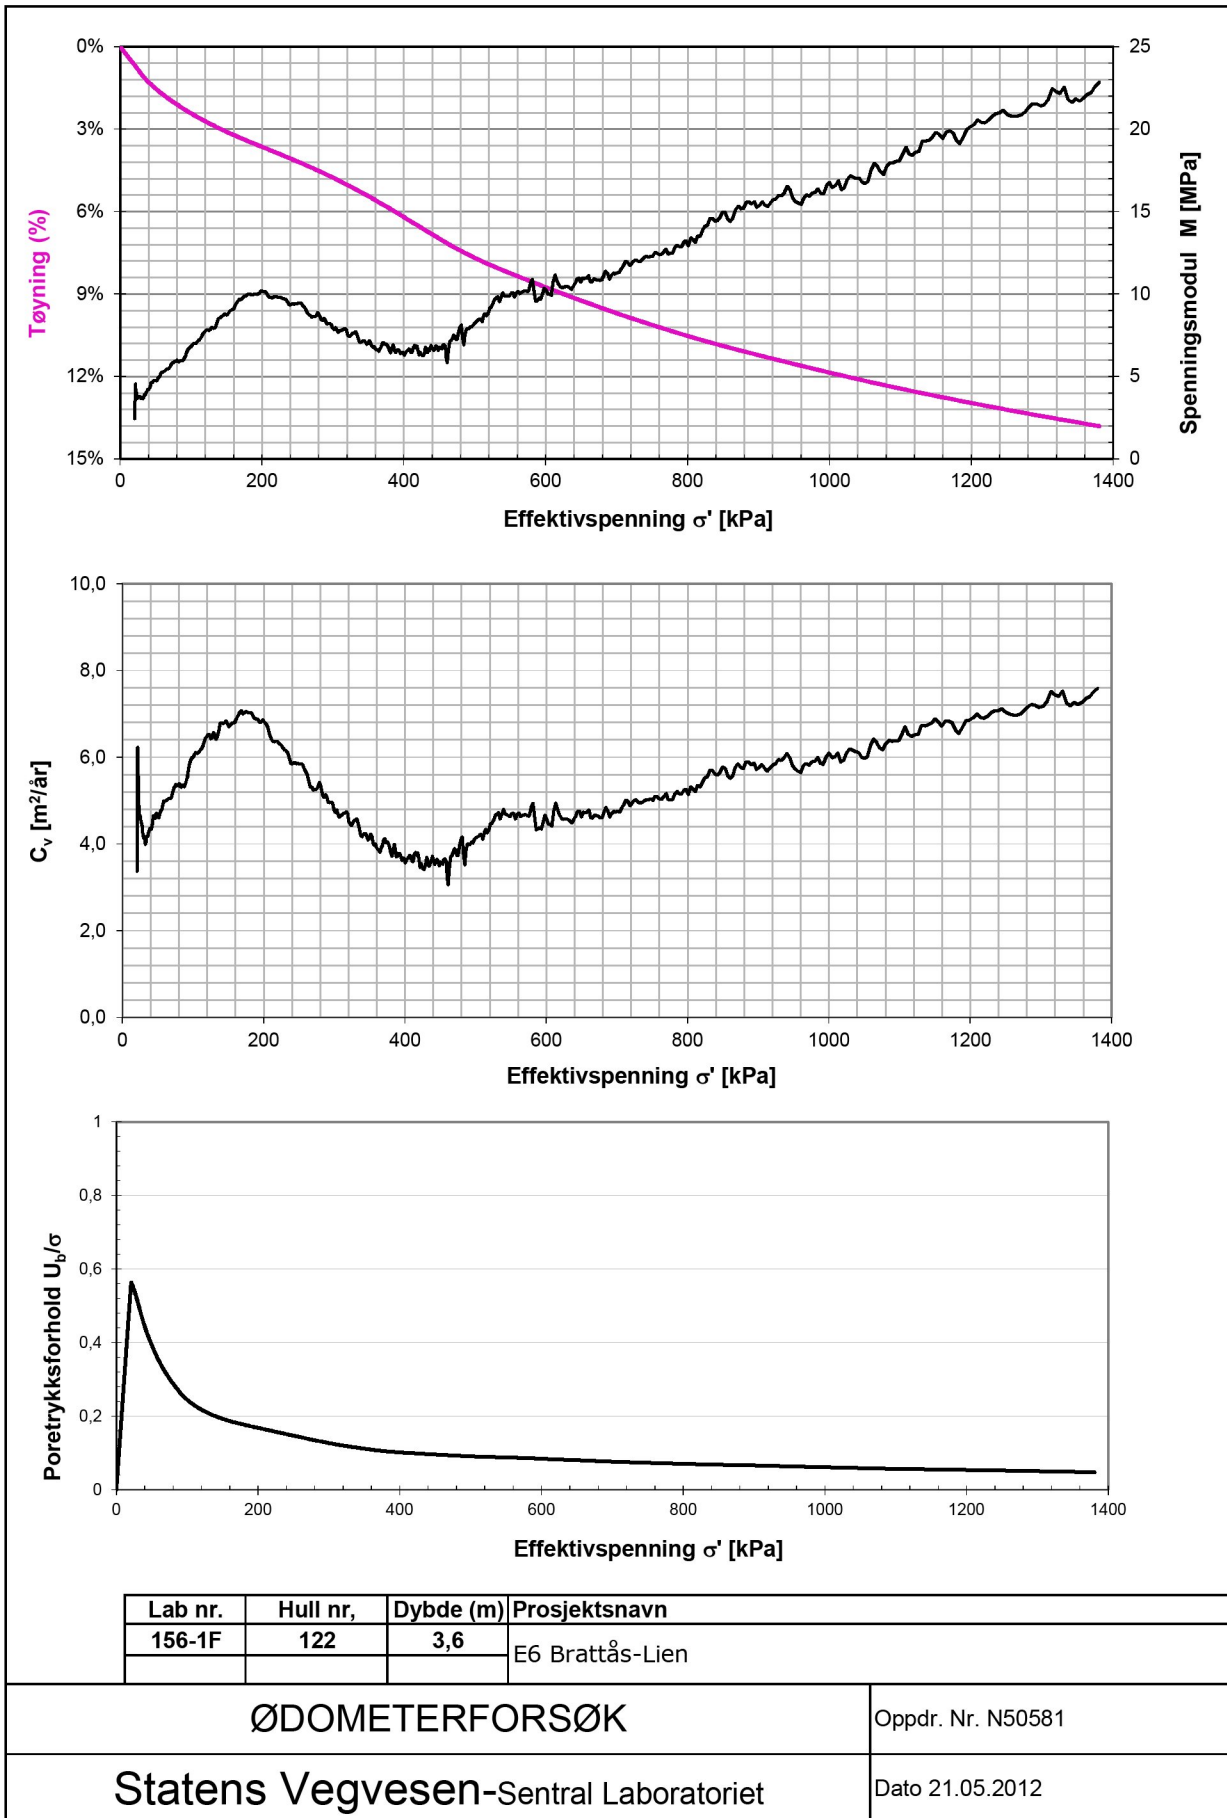 Tøyning (%)
0%
3%
6%
9%
12%
15%
25
20
15
10
5
0
Spenningsmodul M [MPa]
0 200 400 600 800 1000 1200 1400
Effektivspenning σ' [kPa]
Cv [m²/år]
10,0
8,0
6,0
4,0
2,0
0,0
0 200 400 600 800 1000 1200 1400
Effektivspenning σ' [kPa]
Poretrykksforhold Ub/σ
1
0,8
0,6
0,4
0,2
0
0 200 400 600 800 1000 1200 1400
Effektivspenning σ' [kPa]
Lab nr. Hull nr, Dybde (m) Prosjektsnavn
156-1F 122 3,6 E6 Brattås-Lien
ØDOMETERFORSØK
Oppdr. Nr. N50581
Statens Vegvesen-Sentral Laboratoriet
Dato 21.05.2012